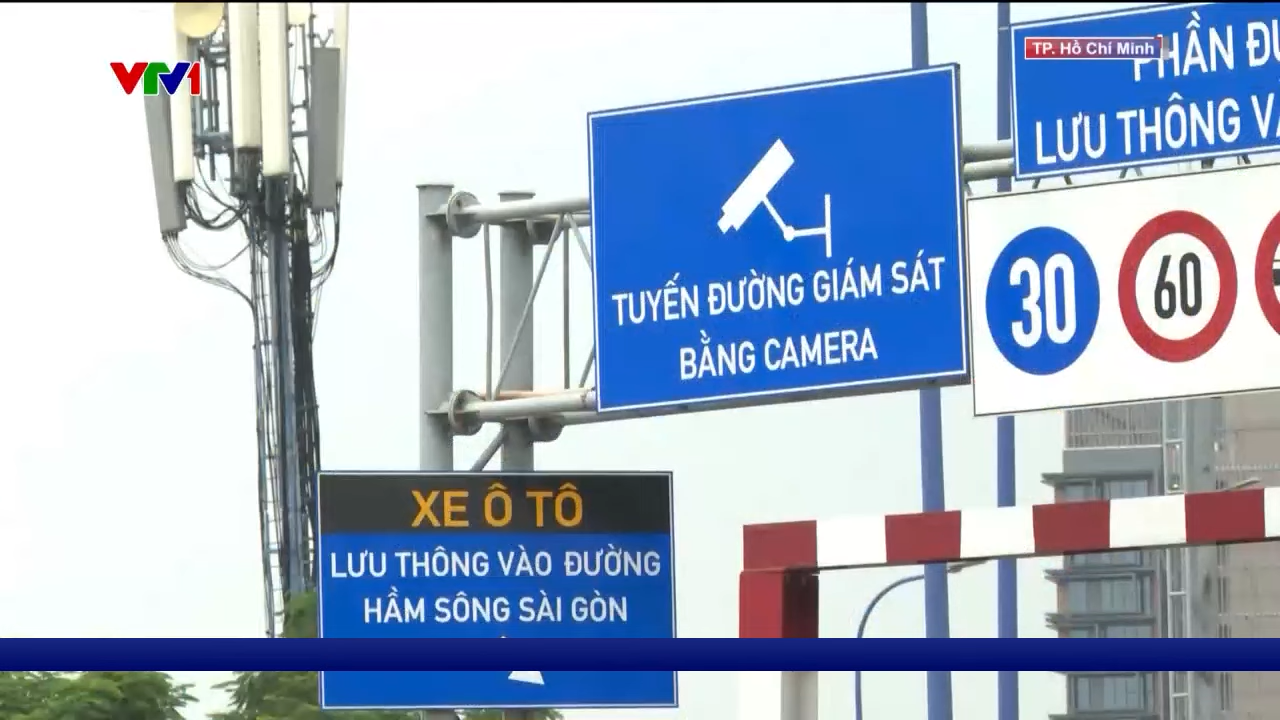 VTV1
TP. Hồ Chí Minh
PHẦN
LƯU THÔNG
TUYẾN ĐƯỜNG GIÁM SÁT
BẰNG CAMERA
30
60
XE Ô TÔ
LƯU THÔNG VÀO ĐƯỜNG
HẦM SÔNG SÀI GÒN